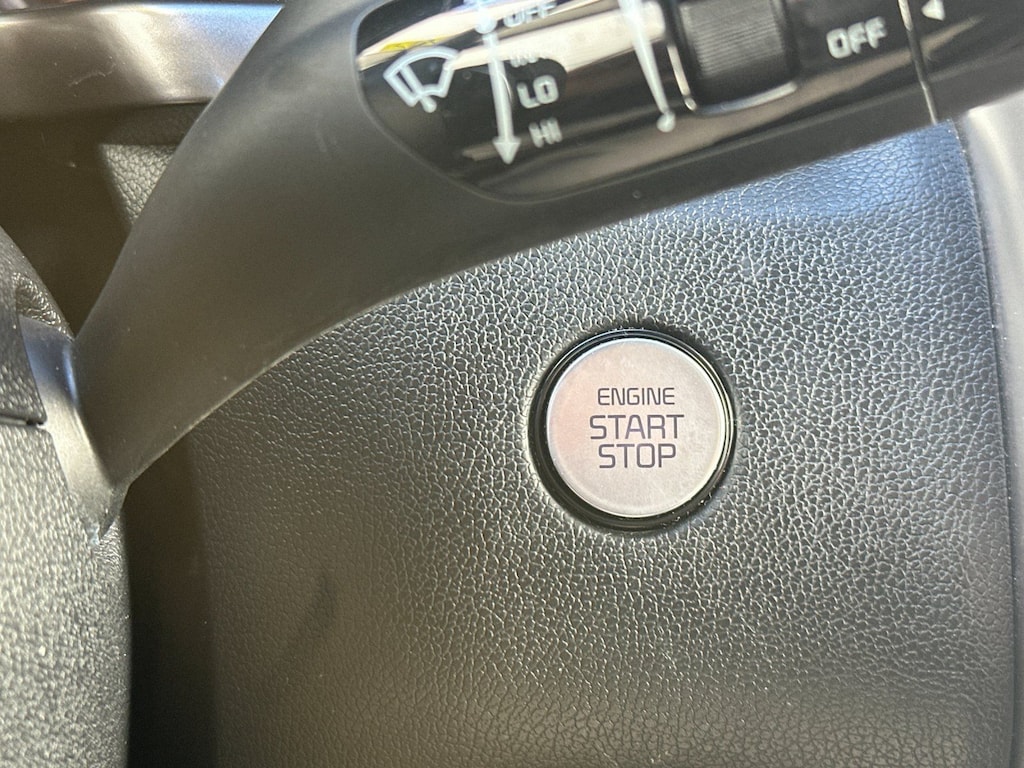 OFF
LO
HI
OFF
ENGINE
START
STOP